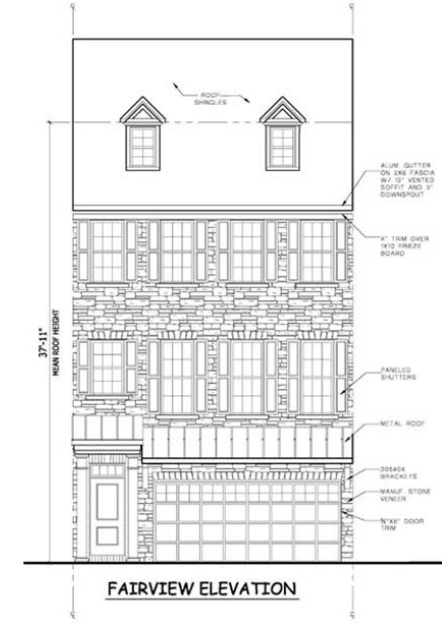 ROOF
SHINGLES
ALUM. GUTTER
ON 2X6 FASCIA
W/ 12" VENTED
SOFFIT AND 3"
DOWNSPOUT
4" TRIM OVER
1X10 FRIEZE
BOARD
37'-11"
MEAN ROOF HEIGHT
PANELED
SHUTTERS
METAL ROOF
BRACKETS
MANUF. STONE
VENEER
DOOR
TRIM
FAIRVIEW ELEVATION